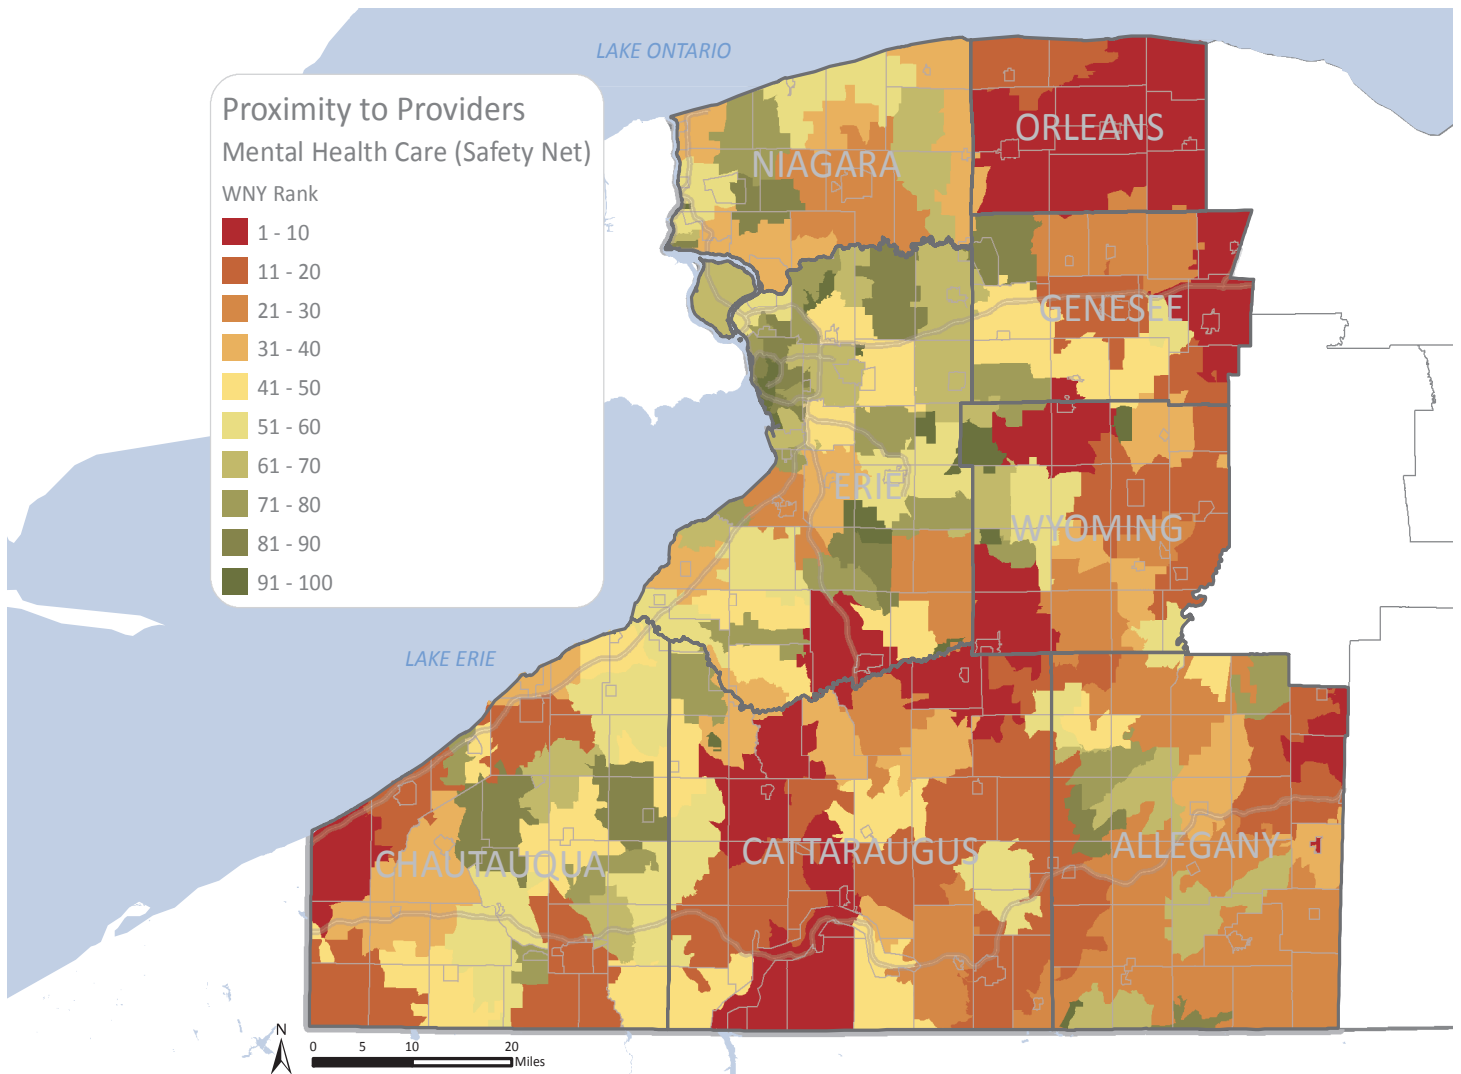 LAKE ONTARIO
Proximity to Providers
Mental Health Care (Safety Net)
WNY Rank
1 - 10
11 - 20
21 - 30
31 - 40
41 - 50
51 - 60
61 - 70
71 - 80
81 - 90
91 - 100
ORLEANS
NIAGARA
GENESEE
ERIE
WYOMING
LAKE ERIE
CHAUTAUQUA
CATTARAUGUS
ALLEGANY
N
0 5 10 20
Miles